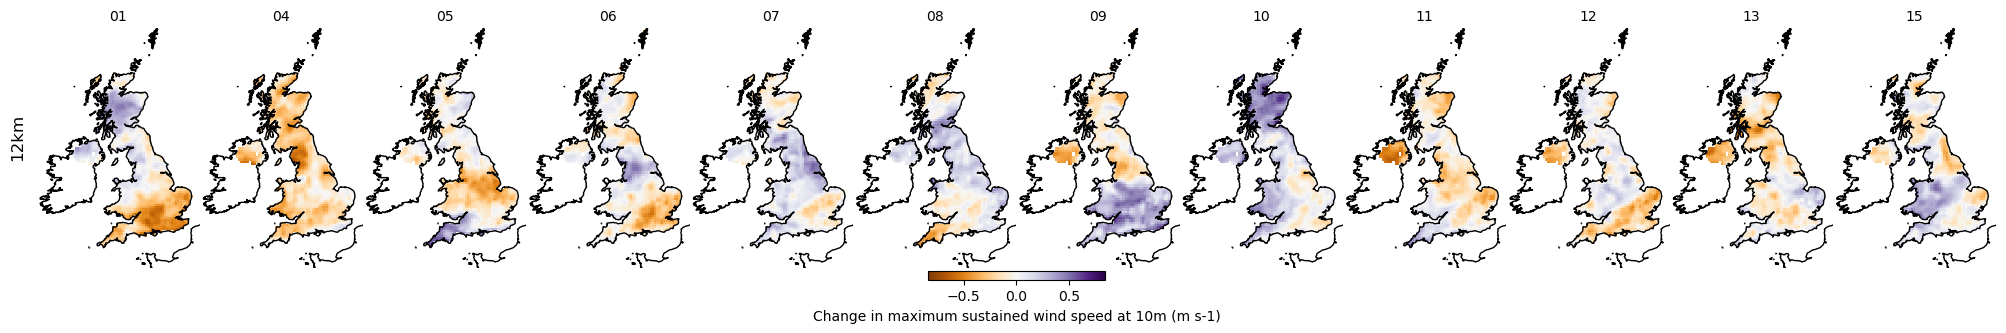 01 04 05 06 07 08 09 10 11 12 13 15
12km
−0.5 0.0 0.5
Change in maximum sustained wind speed at 10m (m s-1)